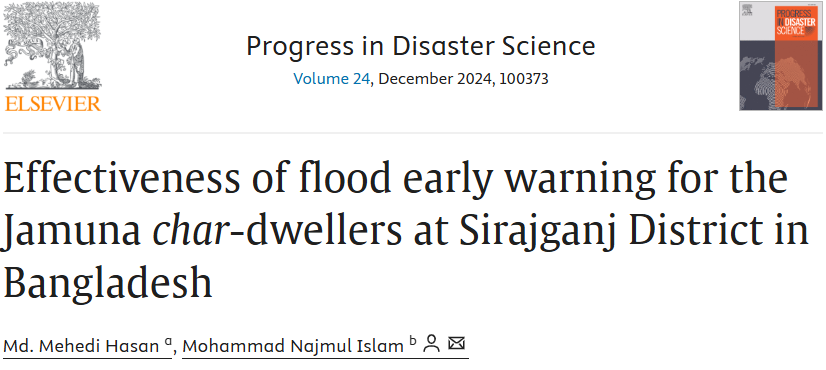 Progress in Disaster Science
Volume 24, December 2024, 100373
ELSEVIER
PROGRESS
IN DISASTER
SCIENCE
Effectiveness of flood early warning for the
Jamuna char-dwellers at Sirajganj District in
Bangladesh
Md. Mehedi Hasan a, Mohammad Najmul Islam b